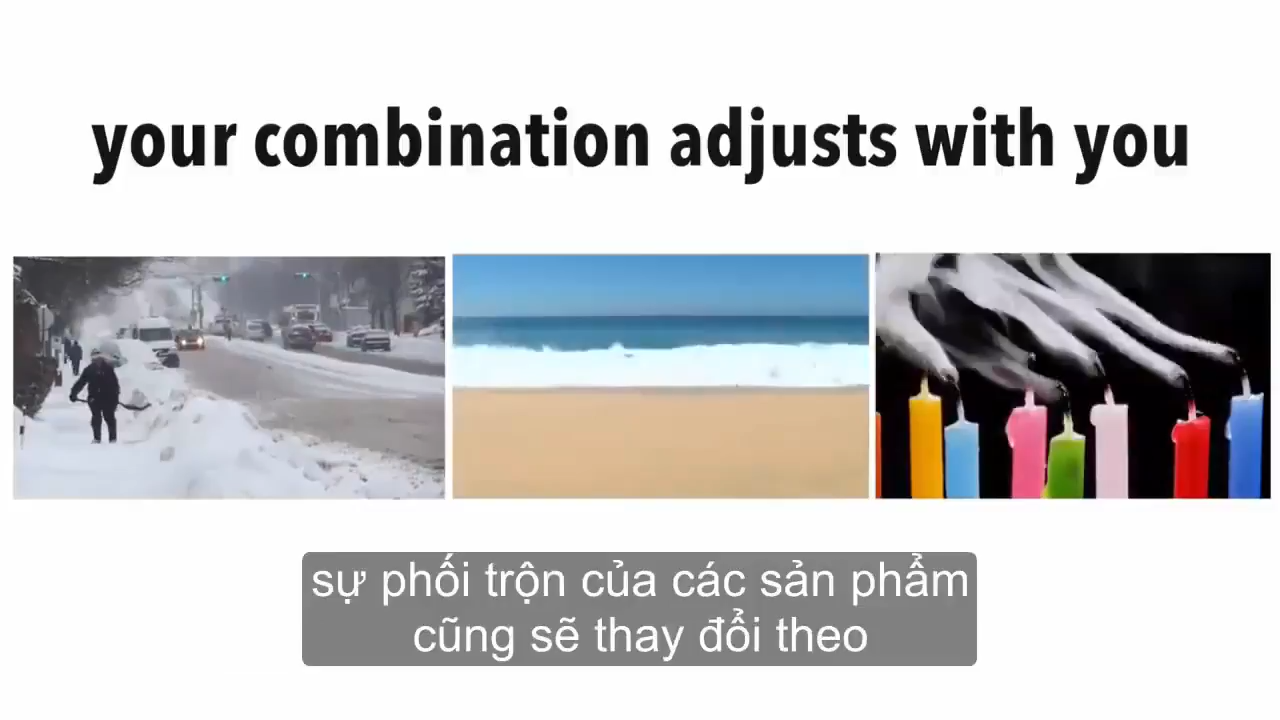 your combination adjusts with you
sự phối trộn của các sản phẩm
cũng sẽ thay đổi theo